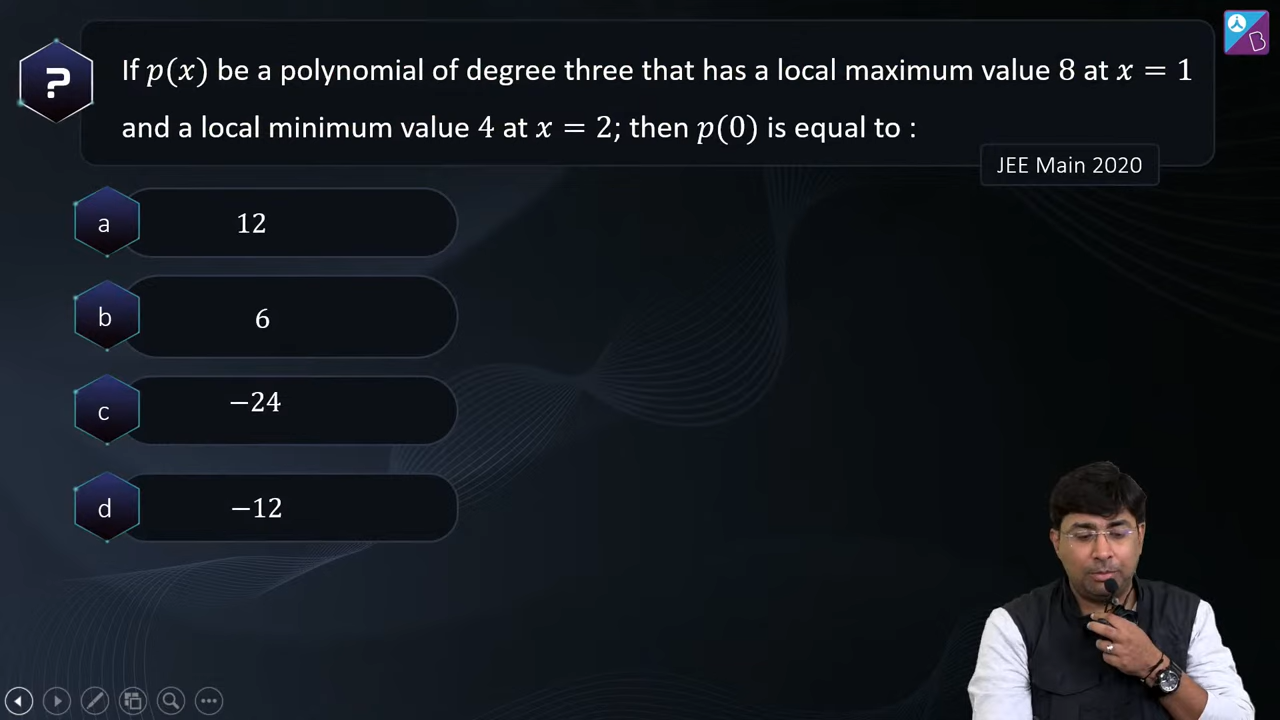 If p(x) be a polynomial of degree three that has a local maximum value 8 at x = 1
and a local minimum value 4 at x = 2; then p(0) is equal to :
JEE Main 2020
a 12
b 6
c −24
d −12